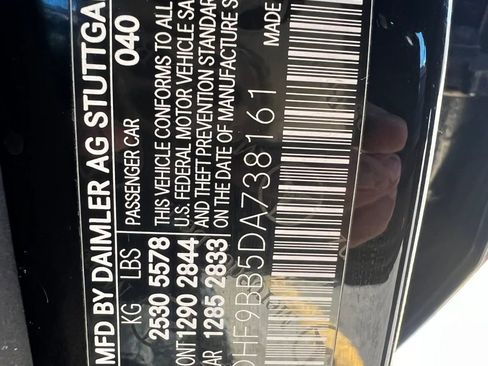 MFD BY DAIMLER AG STUTTGA
KG LBS PASSENGER CAR 040
2530 5578 THIS VEHICLE CONFORMS TO ALL
ONT 1290 2844 U.S. FEDERAL MOTOR VEHICLE SA
AR 1285 2833 AND THEFT PREVENTION STANDAR
ON THE DATE OF MANUFACTURE S
DHF9BB5DA738161 MADE